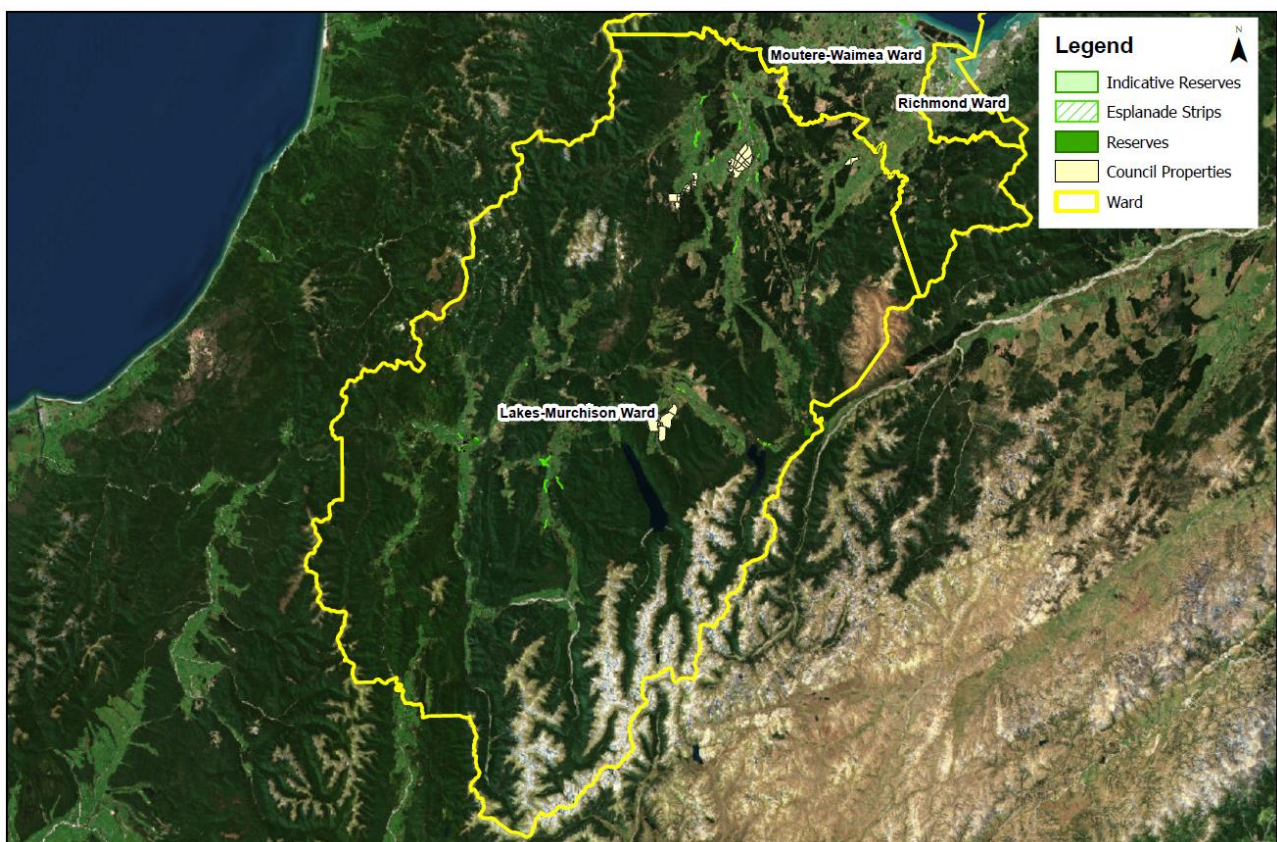 Legend
N
Indicative Reserves
Esplanade Strips
Reserves
Council Properties
Ward
Moutere-Waimea Ward
Richmond Ward
Lakes-Murchison Ward